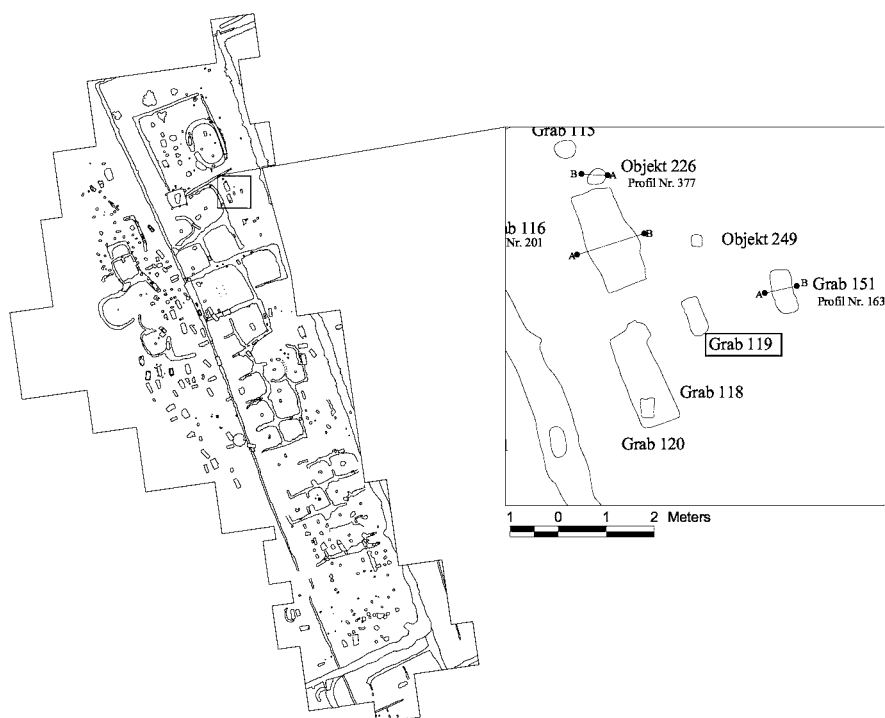 Grab 115
Objekt 226
B A
Profil Nr. 377
ab 116
B
Nr. 201
A
Objekt 249
Grab 151
A B
Profil Nr. 163
Grab 119
Grab 118
Grab 120
1 0 1 2 Meters